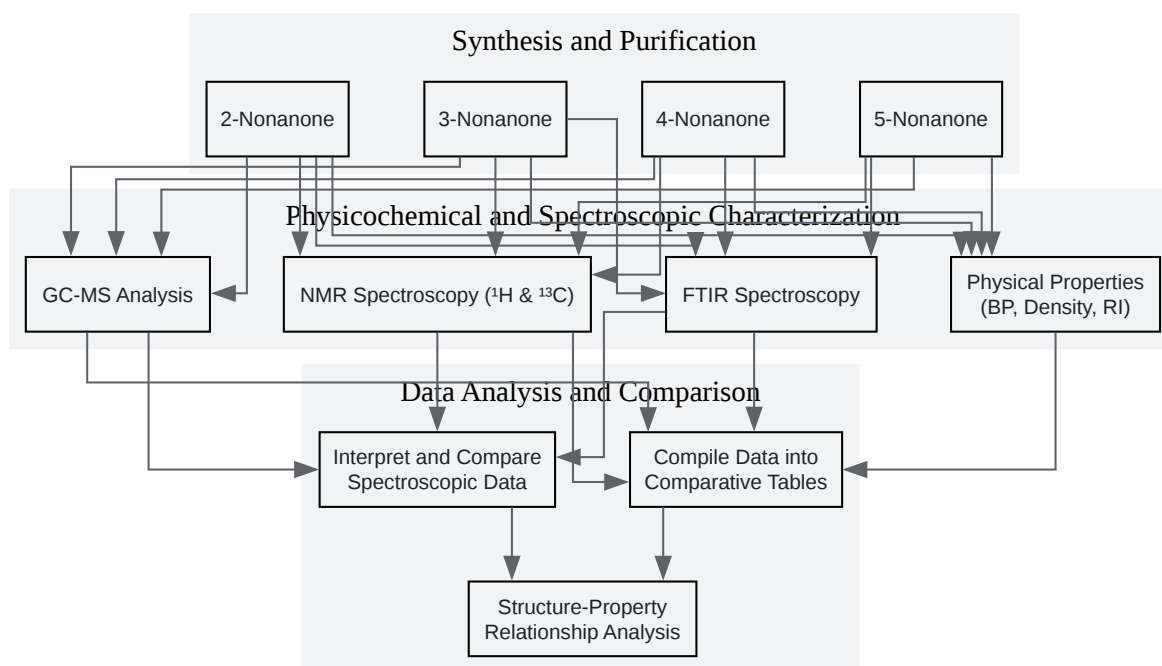 Synthesis and Purification
2-Nonanone
3-Nonanone
4-Nonanone
5-Nonanone
Physicochemical and Spectroscopic Characterization
GC-MS Analysis
NMR Spectroscopy (¹H & ¹³C)
FTIR Spectroscopy
Physical Properties
(BP, Density, RI)
Data Analysis and Comparison
Interpret and Compare
Spectroscopic Data
Compile Data into
Comparative Tables
Structure-Property
Relationship Analysis